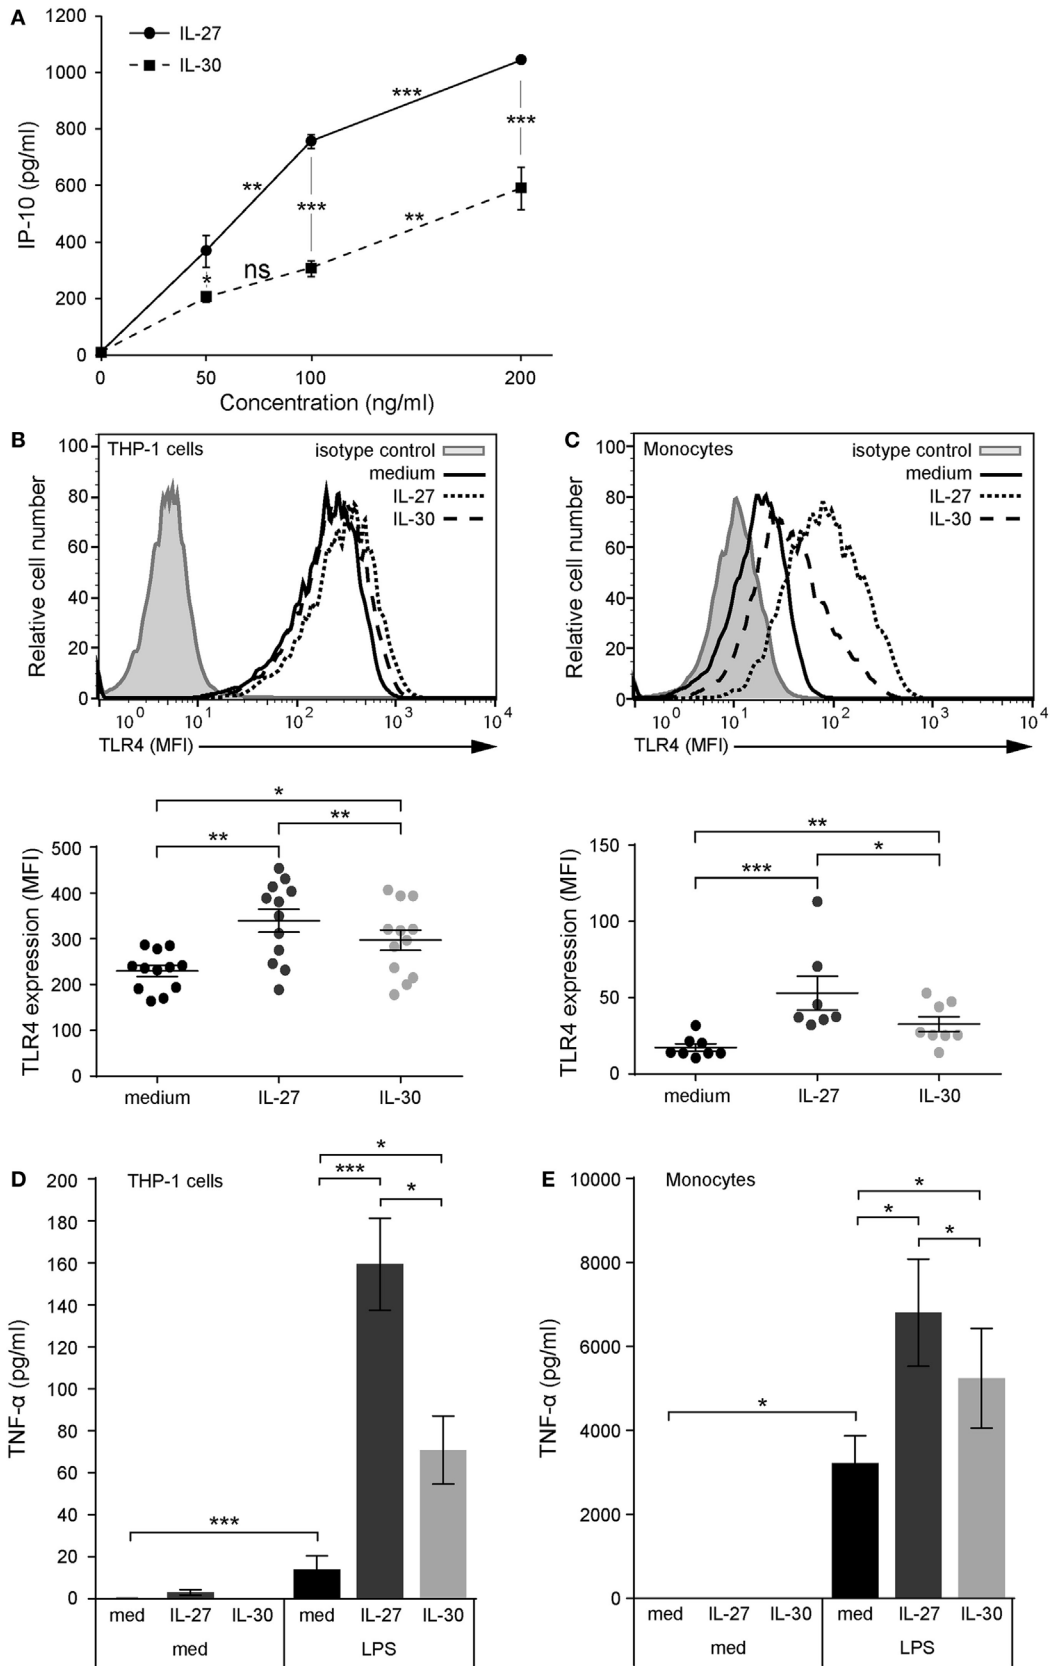 A
1200
1000
800
600
400
200
0
IP-10 (pg/ml)
IL-27
IL-30
***
**
***
***
**
*
ns
0 50 100 200
Concentration (ng/ml)
B
THP-1 cells
isotype control
medium
IL-27
IL-30
100
80
60
40
20
0
Relative cell number
10^0 10^1 10^2 10^3 10^4
TLR4 (MFI)
C
Monocytes
isotype control
medium
IL-27
IL-30
100
80
60
40
20
0
Relative cell number
10^0 10^1 10^2 10^3 10^4
TLR4 (MFI)
*
**
**
500
400
300
200
100
0
TLR4 expression (MFI)
medium IL-27 IL-30
**
*
***
150
100
50
0
TLR4 expression (MFI)
medium IL-27 IL-30
D
THP-1 cells
*
***
*
***
200
180
160
140
120
100
80
60
40
20
0
TNF-α (pg/ml)
med IL-27 IL-30 med IL-27 IL-30
med LPS
E
Monocytes
*
*
*
*
10000
8000
6000
4000
2000
0
TNF-α (pg/ml)
med IL-27 IL-30 med IL-27 IL-30
med LPS